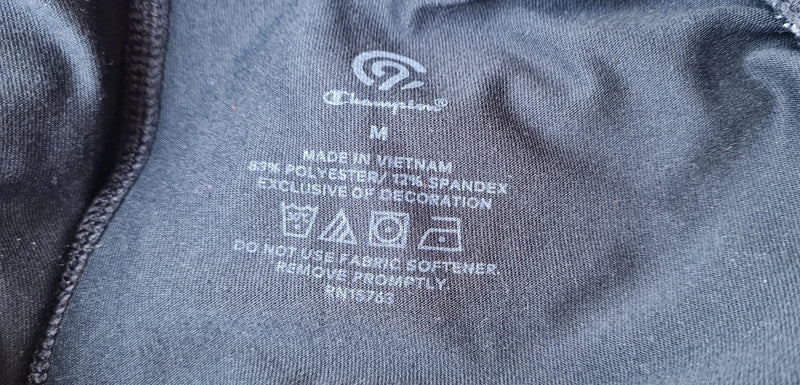 Champion®
M
MADE IN VIETNAM
83% POLYESTER/ 17% SPANDEX
EXCLUSIVE OF DECORATION
30°C
DO NOT USE FABRIC SOFTENER.
REMOVE PROMPTLY.
RN15763